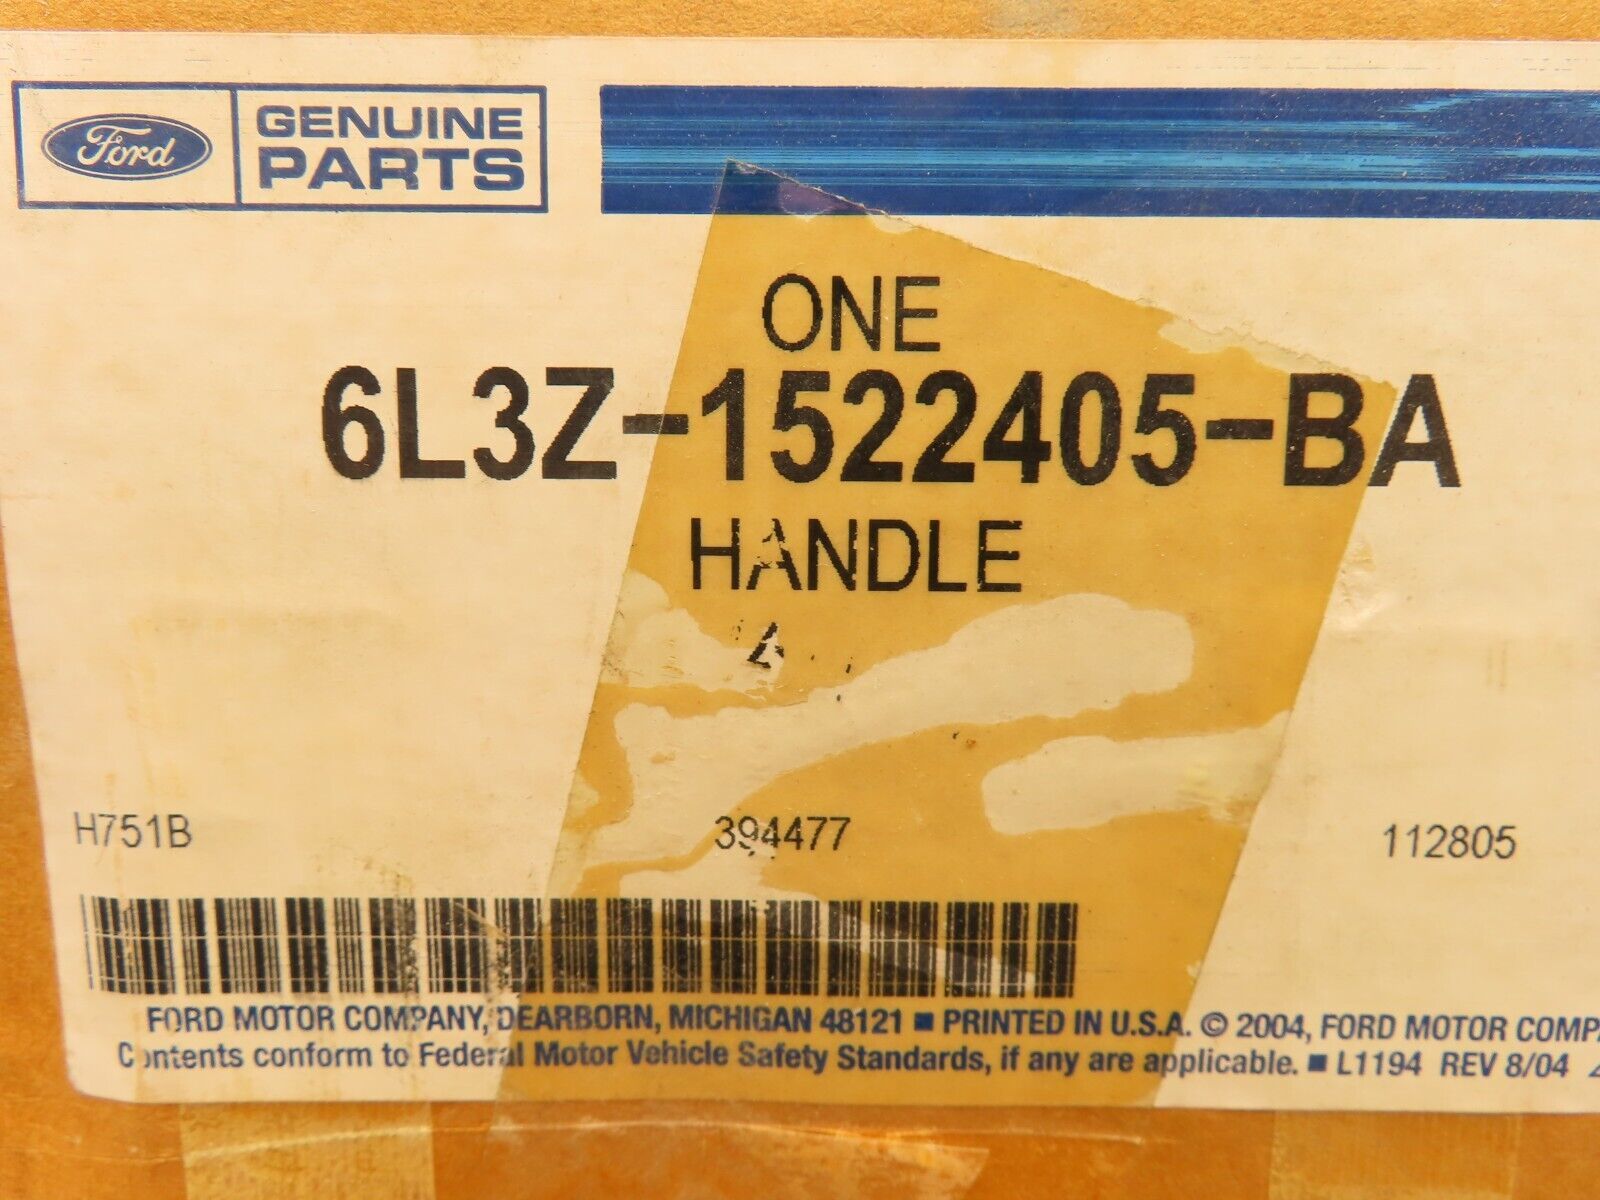 Ford
GENUINE
PARTS
ONE
6L3Z-1522405-BA
HANDLE
H751B 394477 112805
FORD MOTOR COMPANY, DEARBORN, MICHIGAN 48121 ■ PRINTED IN U.S.A. © 2004, FORD MOTOR COMPA
Contents conform to Federal Motor Vehicle Safety Standards, if any are applicable. ■ L1194 REV 8/04